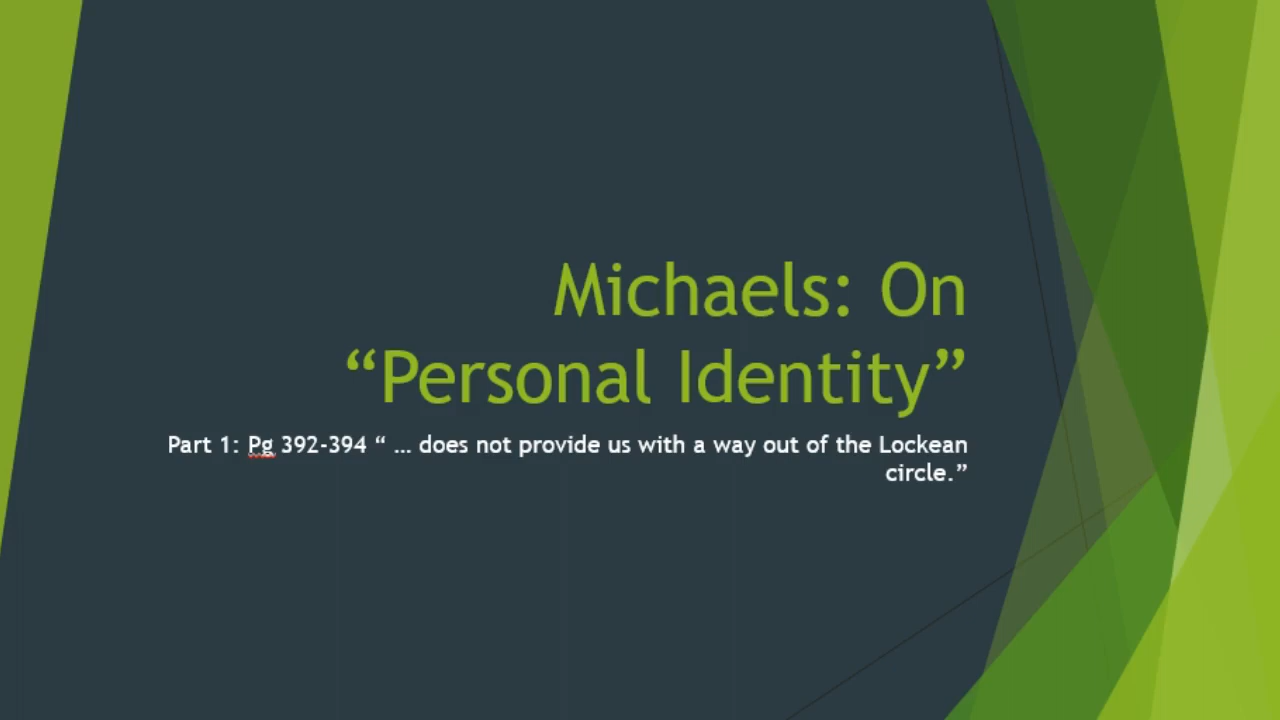 Michaels: On
“Personal Identity”
Part 1: Pg 392-394 “ … does not provide us with a way out of the Lockean
circle.”